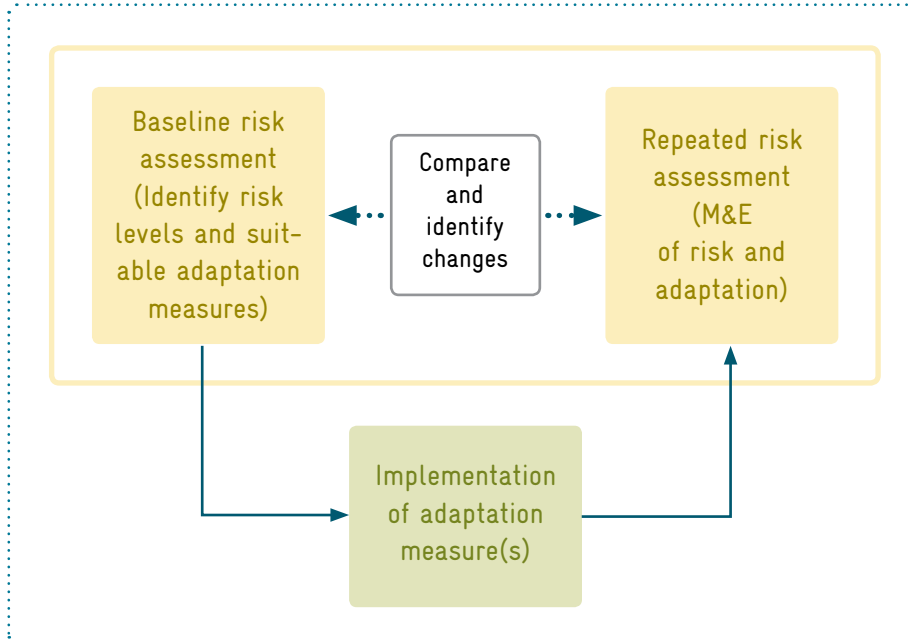 Baseline risk
assessment
(Identify risk
levels and suit-
able adaptation
measures)
Compare
and
identify
changes
Repeated risk
assessment
(M&E
of risk and
adaptation)
Implementation
of adaptation
measure(s)